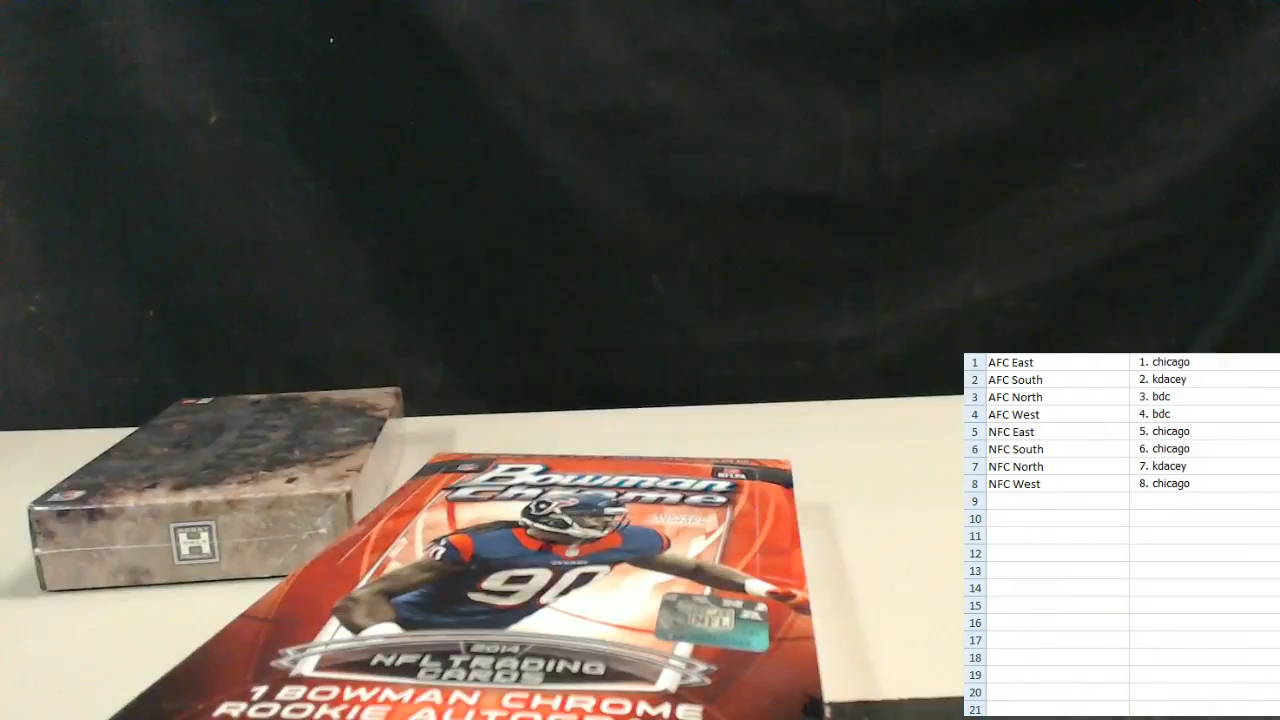 Bowman
Chrome
90
NFL
2014
NFL TRADING
CARDS
1 BOWMAN CHROME
H
1 AFC East 1. chicago
2 AFC South 2. kdacey
3 AFC North 3. bdc
4 AFC West 4. bdc
5 NFC East 5. chicago
6 NFC South 6. chicago
7 NFC North 7. kdacey
8 NFC West 8. chicago
9
10
11
12
13
14
15
16
17
18
19
20
21